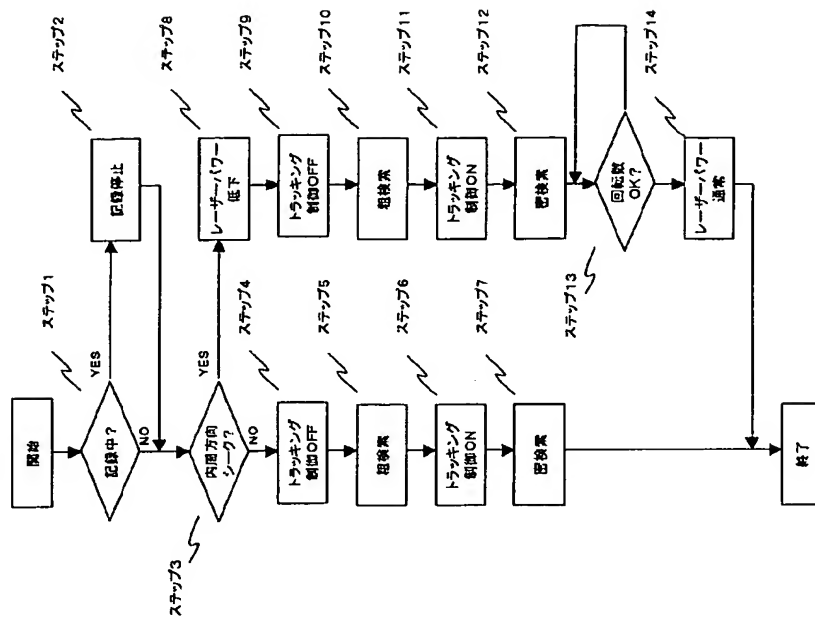 開始
記録中?
YES
NO
ステップ1
記録停止
ステップ2
内周方向
シーク?
YES
NO
ステップ3
トラッキング
制御OFF
ステップ4
粗検索
ステップ5
トラッキング
制御ON
ステップ6
密検索
ステップ7
レーザーパワー
低下
ステップ8
トラッキング
制御OFF
ステップ9
粗検索
ステップ10
トラッキング
制御ON
ステップ11
密検索
ステップ12
回転数
OK?
ステップ13
レーザーパワー
通常
ステップ14
終了